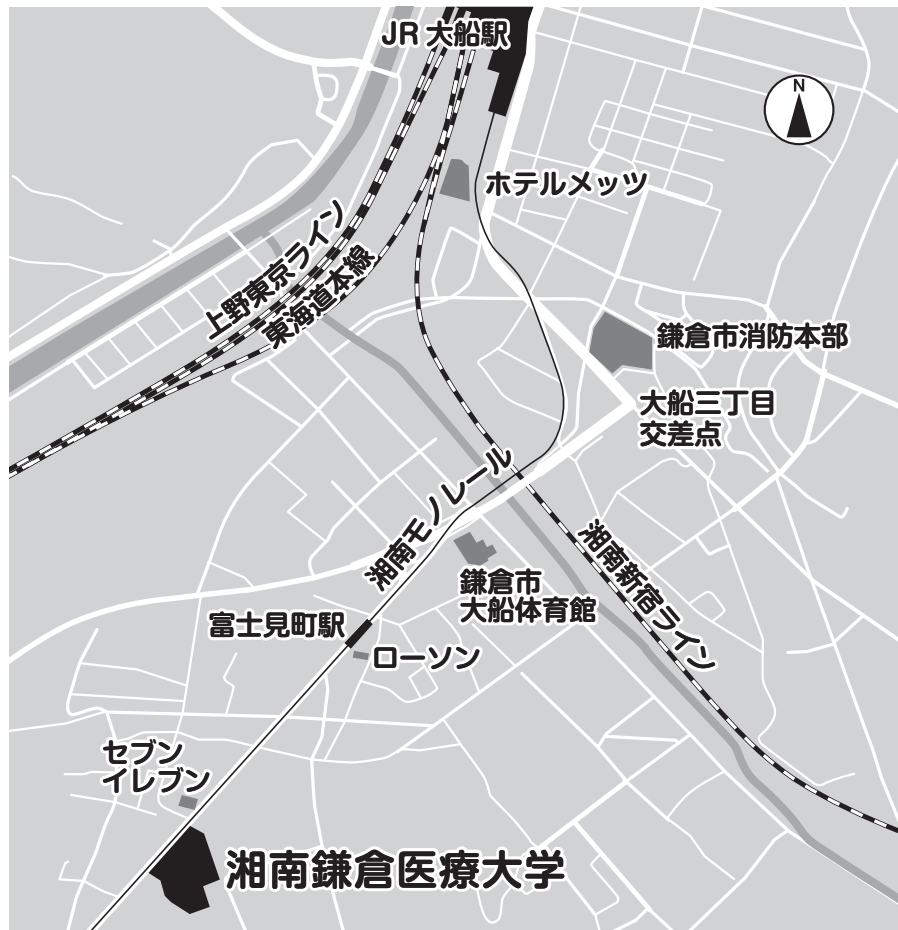 JR 大船駅
N
ホテルメッツ
上野東京ライン
東海道本線
鎌倉市消防本部
大船三丁目
交差点
湘南モノレール
湘南新宿ライン
鎌倉市
大船体育館
富士見町駅
ローソン
セブン
イレブン
湘南鎌倉医療大学